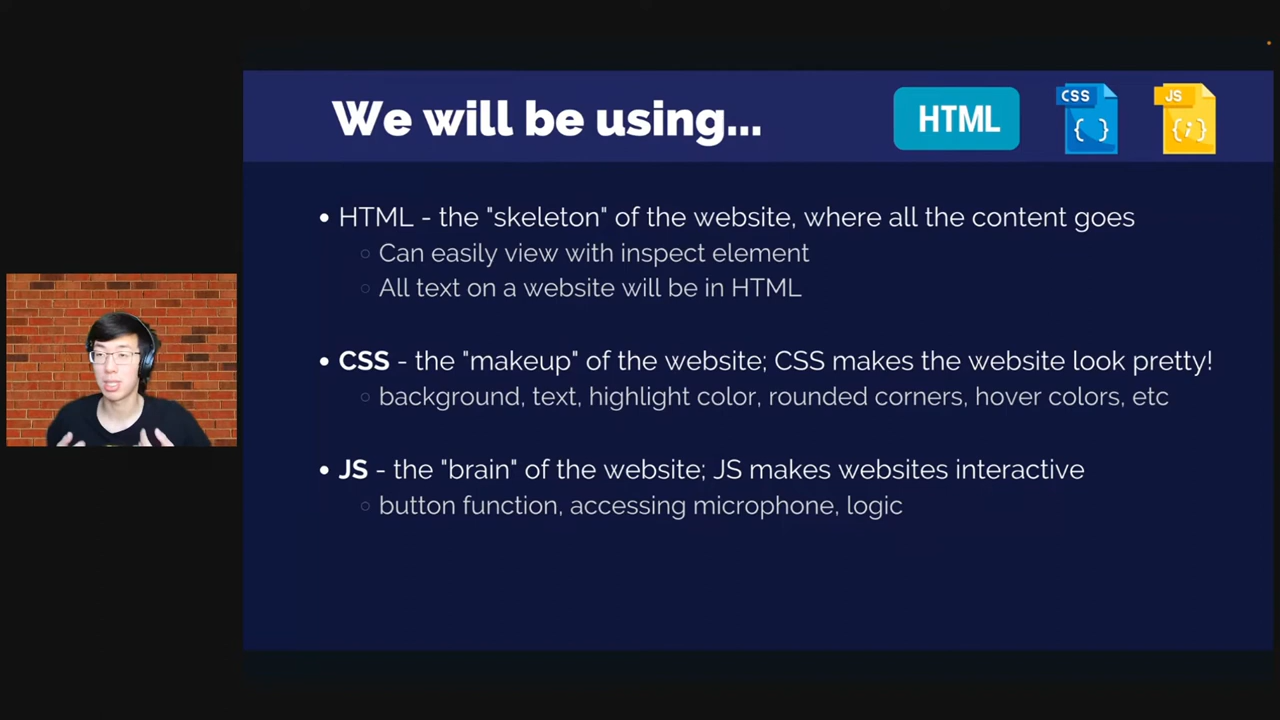 We will be using...
HTML
CSS
JS
HTML - the "skeleton" of the website, where all the content goes
Can easily view with inspect element
All text on a website will be in HTML
CSS - the "makeup" of the website; CSS makes the website look pretty!
background, text, highlight color, rounded corners, hover colors, etc
JS - the "brain" of the website; JS makes websites interactive
button function, accessing microphone, logic